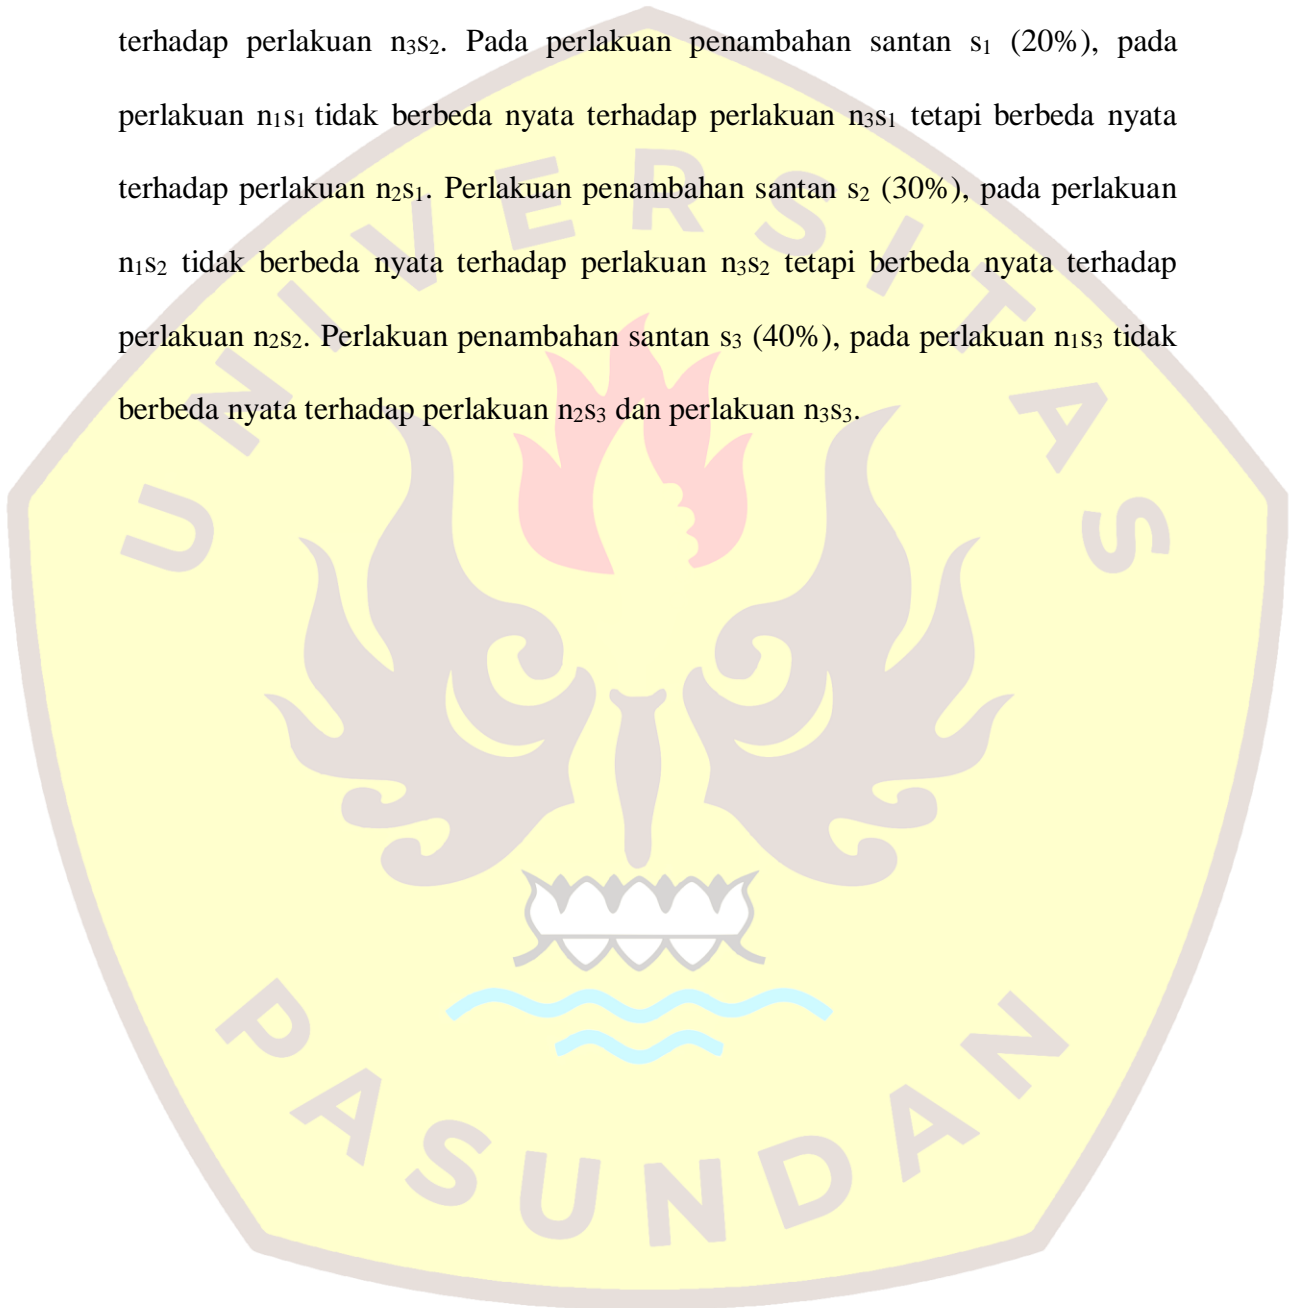 terhadap perlakuan n₃s₂. Pada perlakuan penambahan santan s₁ (20%), pada
perlakuan n₁s₁ tidak berbeda nyata terhadap perlakuan n₃s₁ tetapi berbeda nyata
terhadap perlakuan n₂s₁. Perlakuan penambahan santan s₂ (30%), pada perlakuan
n₁s₂ tidak berbeda nyata terhadap perlakuan n₃s₂ tetapi berbeda nyata terhadap
perlakuan n₂s₂. Perlakuan penambahan santan s₃ (40%), pada perlakuan n₁s₃ tidak
berbeda nyata terhadap perlakuan n₂s₃ dan perlakuan n₃s₃.
UNIVERSITAS
PASUNDAN